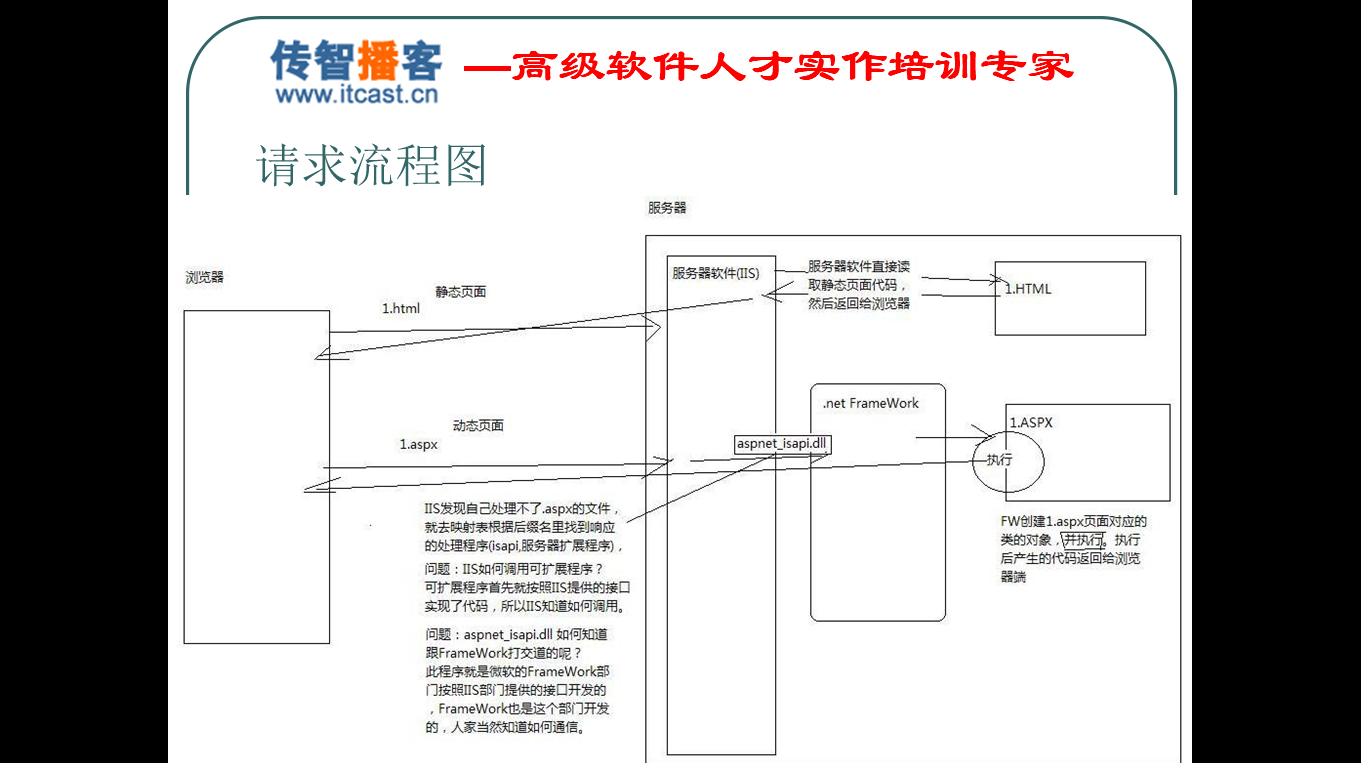 传智播客 —高级软件人才实作培训专家
www.itcast.cn
请求流程图
服务器
浏览器
静态页面
1.html
服务器软件(IIS)
服务器软件直接读
取静态页面代码，
然后返回给浏览器
1.HTML
动态页面
1.aspx
aspnet_isapi.dll
.net FrameWork
1.ASPX
执行
IIS发现自己处理不了.aspx的文件，
就去映射表根据后缀名里找到响应
的处理程序(isapi,服务器扩展程序)，
问题：IIS如何调用可扩展程序？
可扩展程序首先就按照IIS提供的接口
实现了代码，所以IIS知道如何调用。
问题：aspnet_isapi.dll 如何知道
跟FrameWork打交道的呢？
此程序就是微软的FrameWork部
门按照IIS部门提供的接口开发的
，FrameWork也是这个部门开发
的，人家当然知道如何通信。
FW创建1.aspx页面对应的
类的对象，并执行。执行
后产生的代码返回给浏览
器端